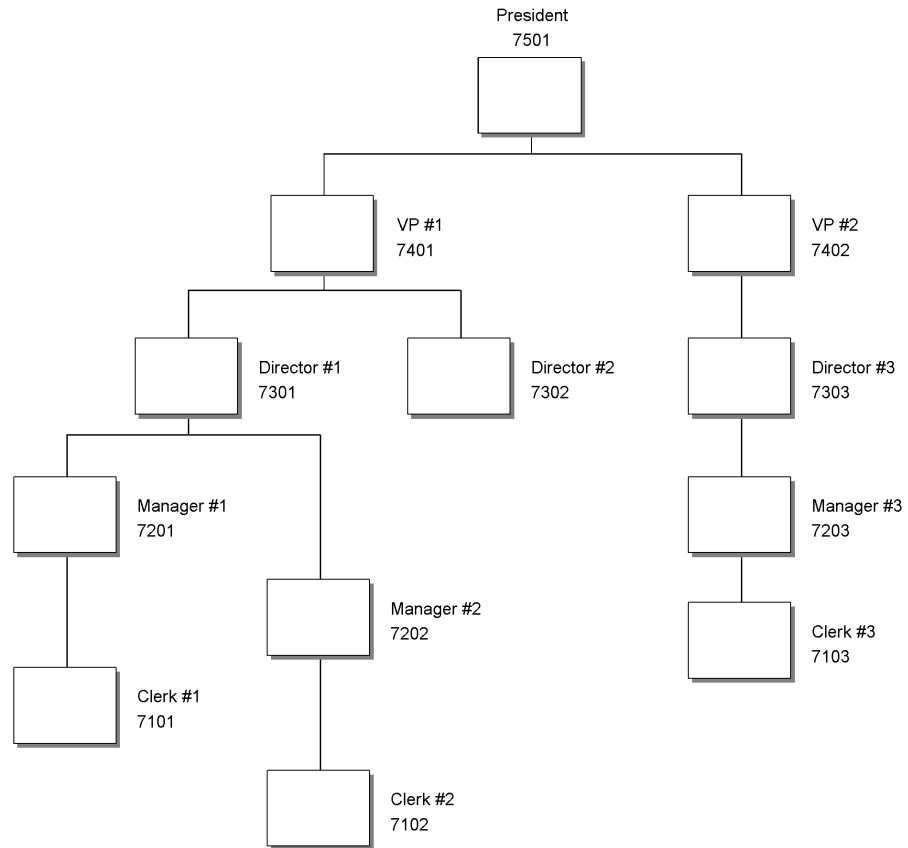 President
7501
VP #1
7401
VP #2
7402
Director #1
7301
Director #2
7302
Director #3
7303
Manager #1
7201
Manager #3
7203
Manager #2
7202
Clerk #3
7103
Clerk #1
7101
Clerk #2
7102